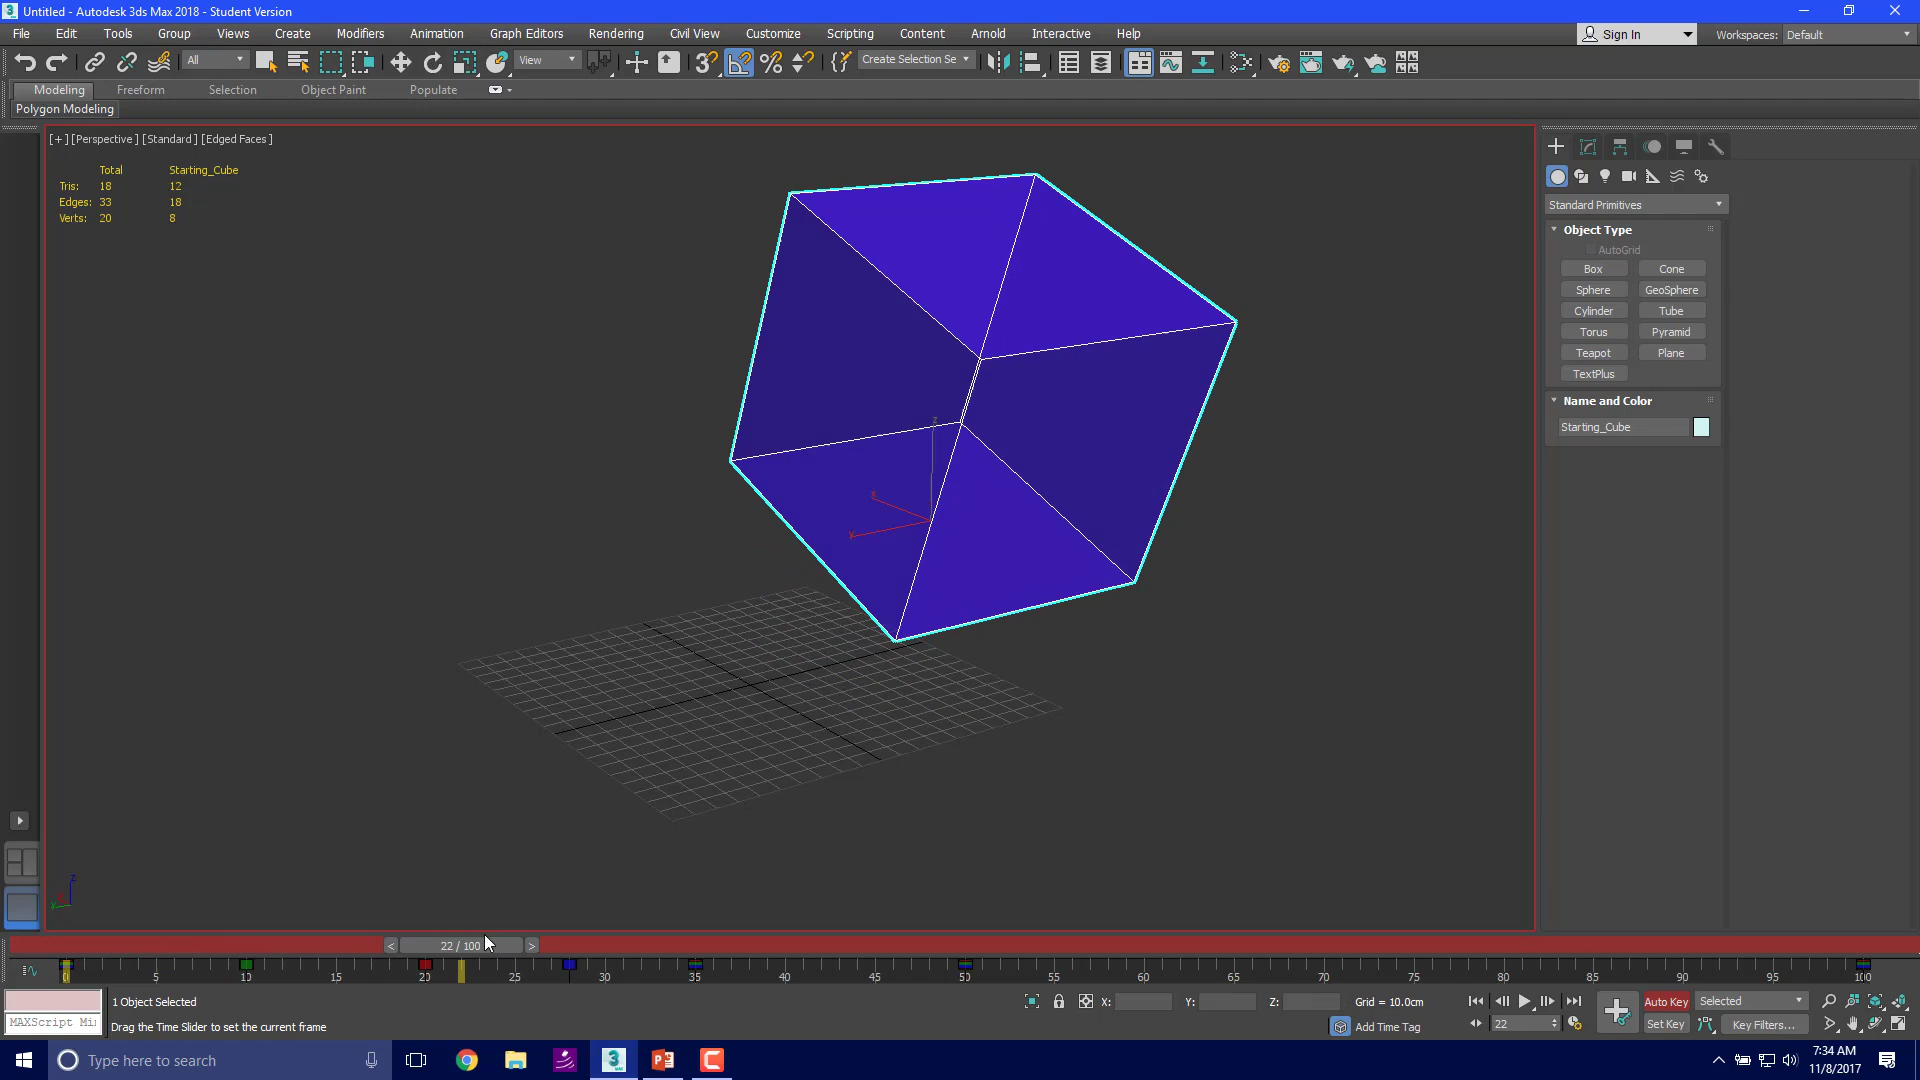 Untitled - Autodesk 3ds Max 2018 - Student Version
File Edit Tools Group Views Create Modifiers Animation Graph Editors Rendering Civil View Customize Scripting Content Arnold Interactive Help
Sign In Workspaces: Default
All View Create Selection Se
Modeling Freeform Selection Object Paint Populate
Polygon Modeling
[+] [Perspective] [Standard] [Edged Faces]
Total Starting_Cube
Tris: 18 12
Edges: 33 18
Verts: 20 8
Standard Primitives
Object Type
AutoGrid
Box Cone
Sphere GeoSphere
Cylinder Tube
Torus Pyramid
Teapot Plane
TextPlus
Name and Color
Starting_Cube
z
x
y
z
y
< 22 / 100 >
0 5 10 15 20 25 30 35 40 45 50 55 60 65 70 75 80 85 90 95 100
1 Object Selected
X: Y: Z: Grid = 10.0cm
Auto Key Selected
MAXScript Mi
Drag the Time Slider to set the current frame
Add Time Tag
22
Set Key Key Filters...
Type here to search
7:34 AM
11/8/2017